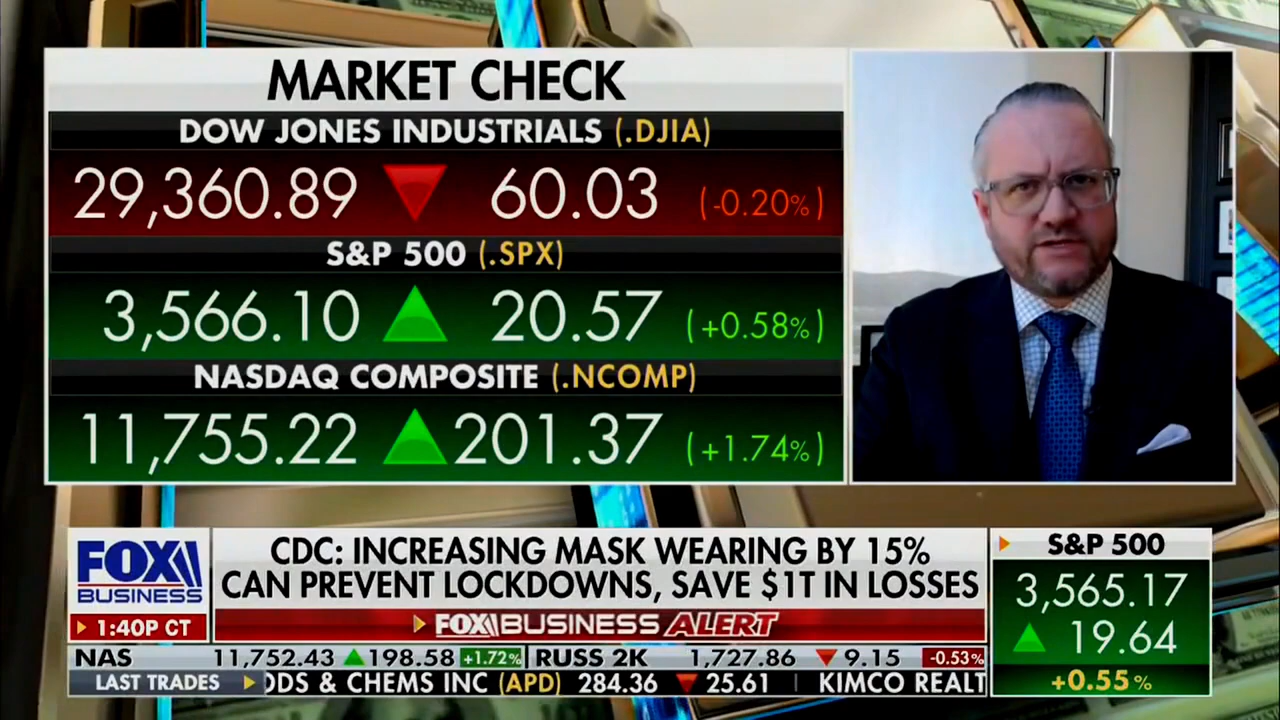 MARKET CHECK
DOW JONES INDUSTRIALS (.DJIA)
29,360.89 ▼ 60.03 (-0.20%)
S&P 500 (.SPX)
3,566.10 ▲ 20.57 (+0.58%)
NASDAQ COMPOSITE (.NCOMP)
11,755.22 ▲ 201.37 (+1.74%)
FOX
BUSINESS
1:40P CT
CDC: INCREASING MASK WEARING BY 15%
CAN PREVENT LOCKDOWNS, SAVE $1T IN LOSSES
FOX BUSINESS ALERT
S&P 500
3,565.17
▲ 19.64
+0.55%
NAS 11,752.43 ▲ 198.58 +1.72% RUSS 2K 1,727.86 ▼ 9.15 -0.53%
LAST TRADES DDS & CHEMS INC (APD) 284.36 ▼ 25.61 KIMCO REALT